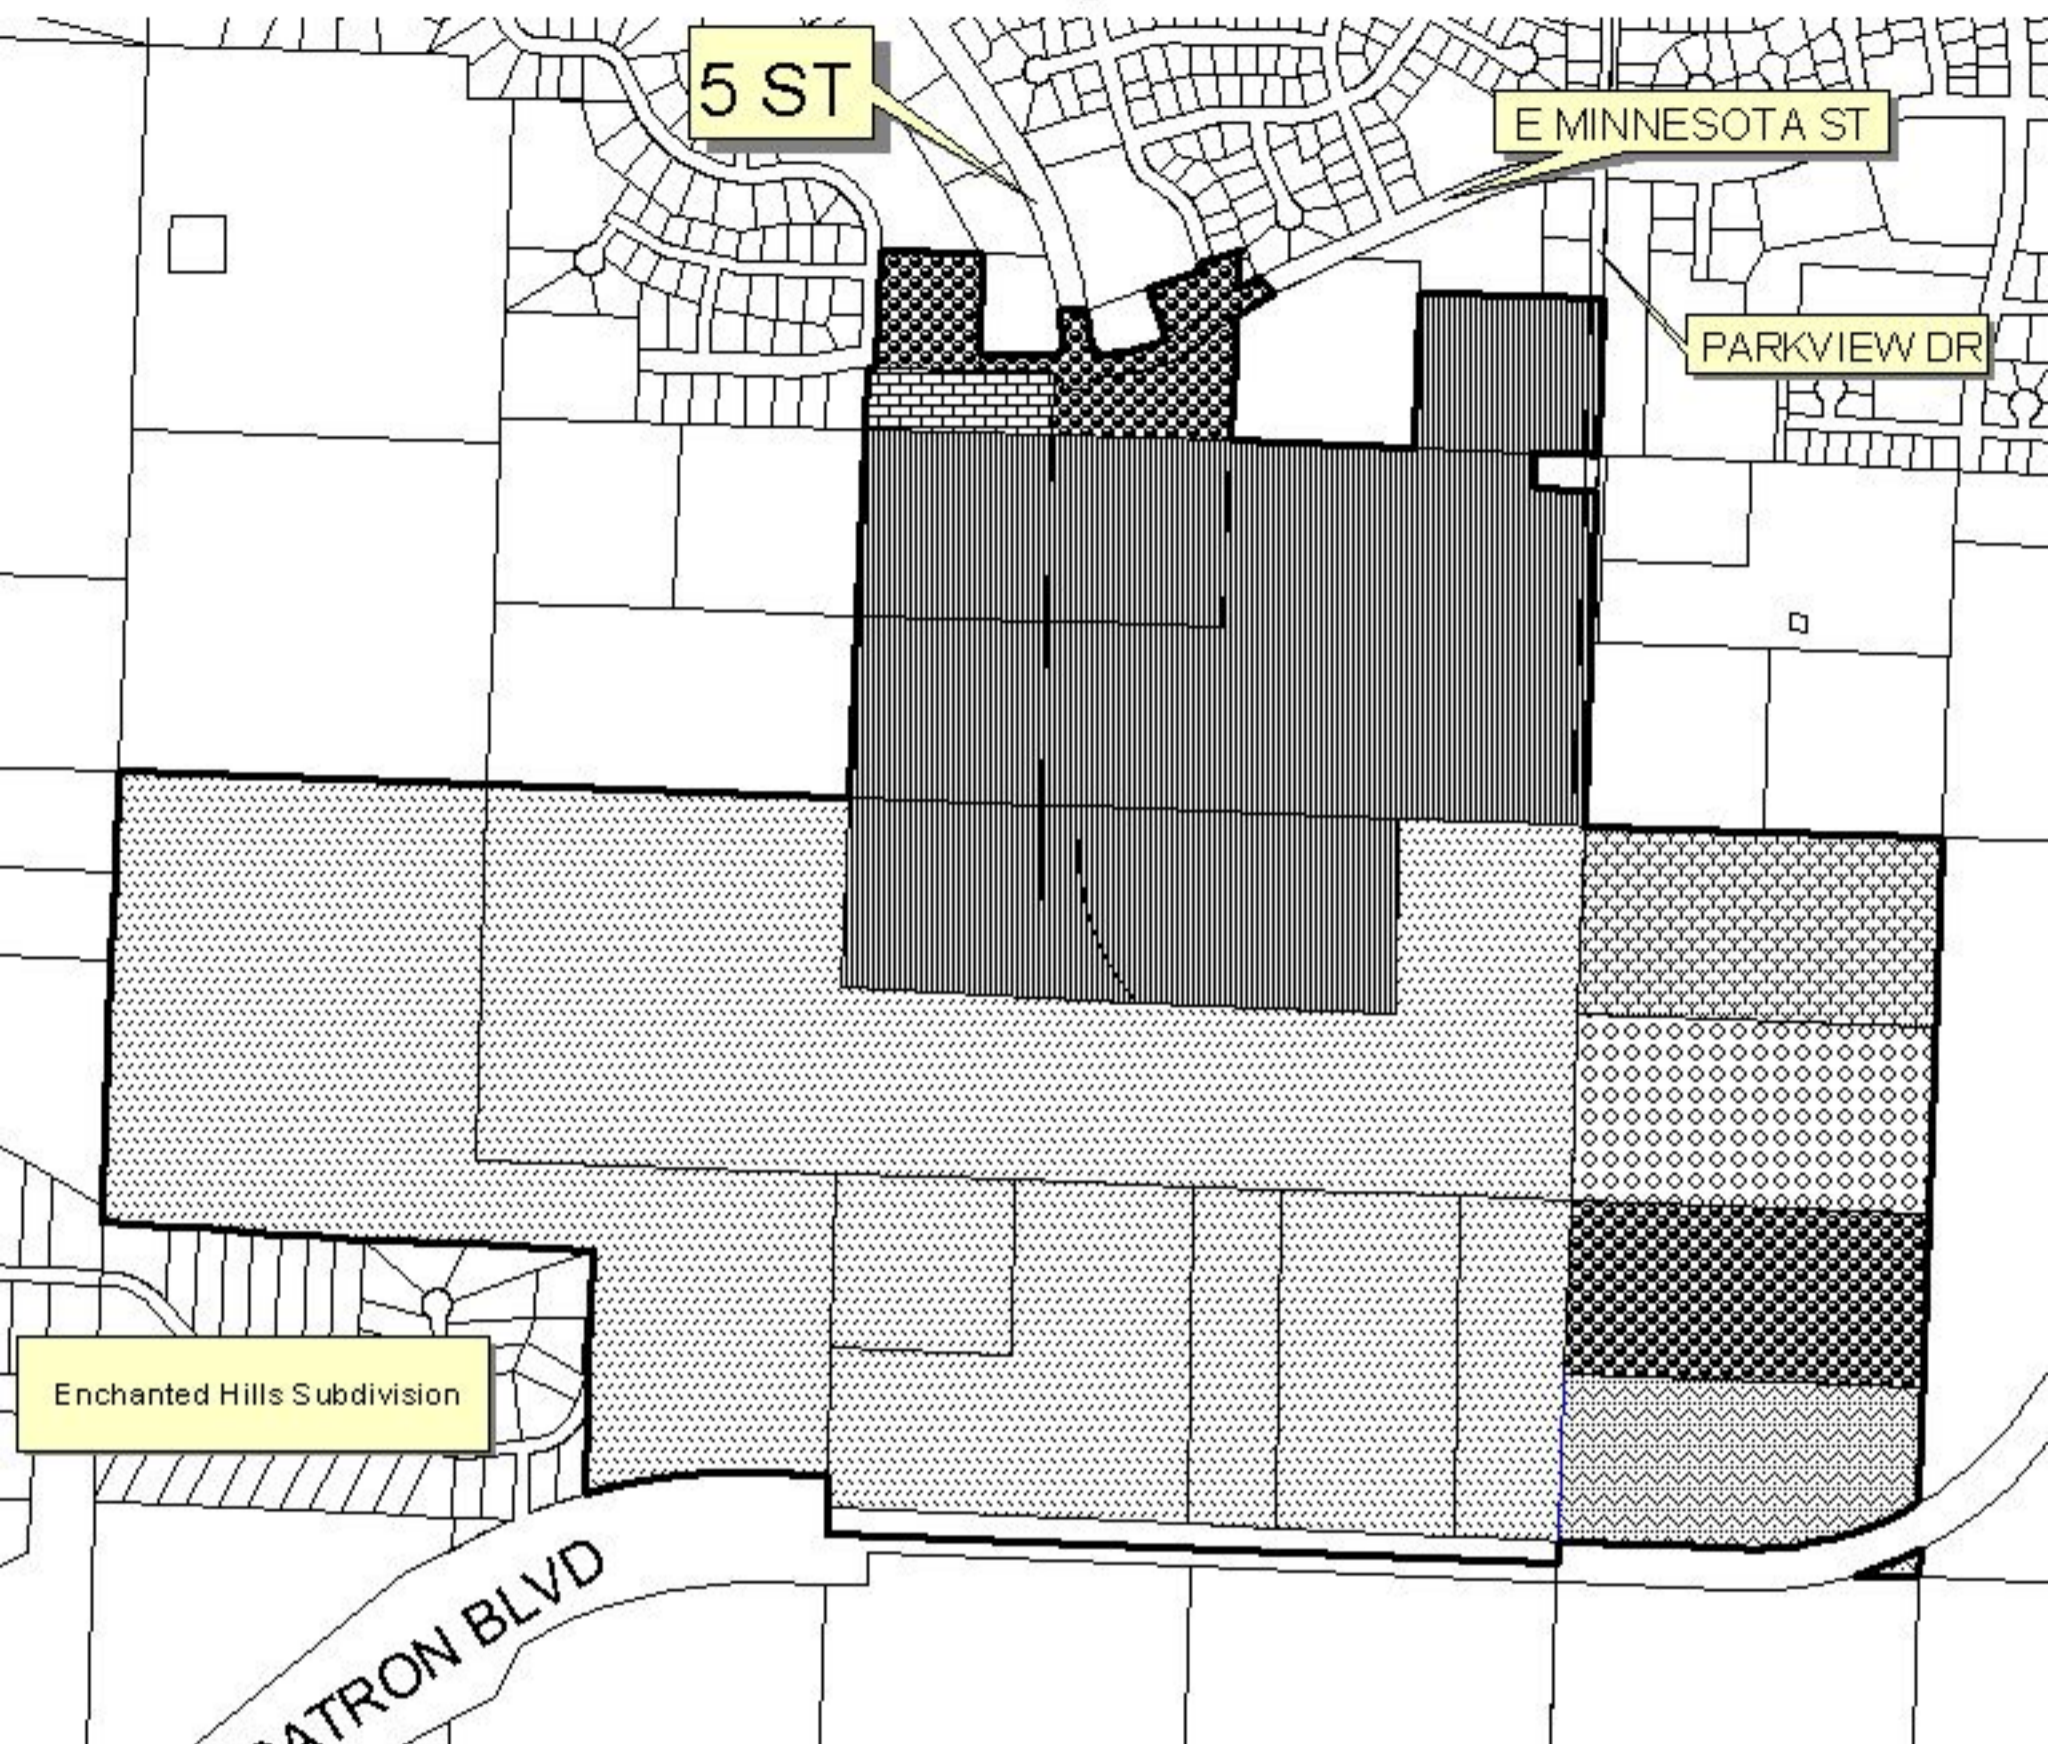 5 ST
E MINNESOTA ST
PARKVIEW DR
Enchanted Hills Subdivision
ATRON BLVD